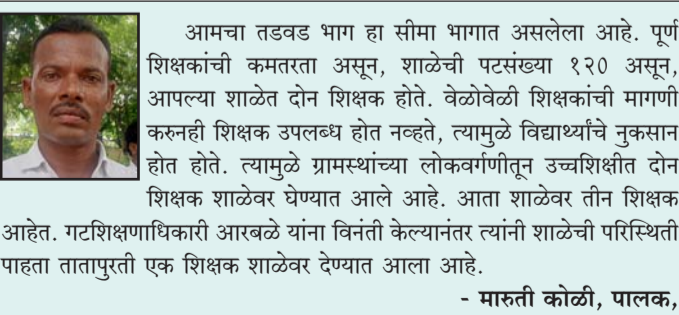 आमचा तडवड भाग हा सीमा भागात असलेला आहे. पूर्ण
शिक्षकांची कमतरता असून, शाळेची पटसंख्या १२० असून,
आपल्या शाळेत दोन शिक्षक होते. वेळोवेळी शिक्षकांची मागणी
करुनही शिक्षक उपलब्ध होत नव्हते, त्यामुळे विद्यार्थ्यांचे नुकसान
होत होते. त्यामुळे ग्रामस्थांच्या लोकवर्गणीतून उच्चशिक्षीत दोन
शिक्षक शाळेवर घेण्यात आले आहे. आता शाळेवर तीन शिक्षक
आहेत. गटशिक्षणाधिकारी आरबळे यांना विनंती केल्यानंतर त्यांनी शाळेची परिस्थिती
पाहता तातापुरती एक शिक्षक शाळेवर देण्यात आला आहे.
- मारुती कोळी, पालक,